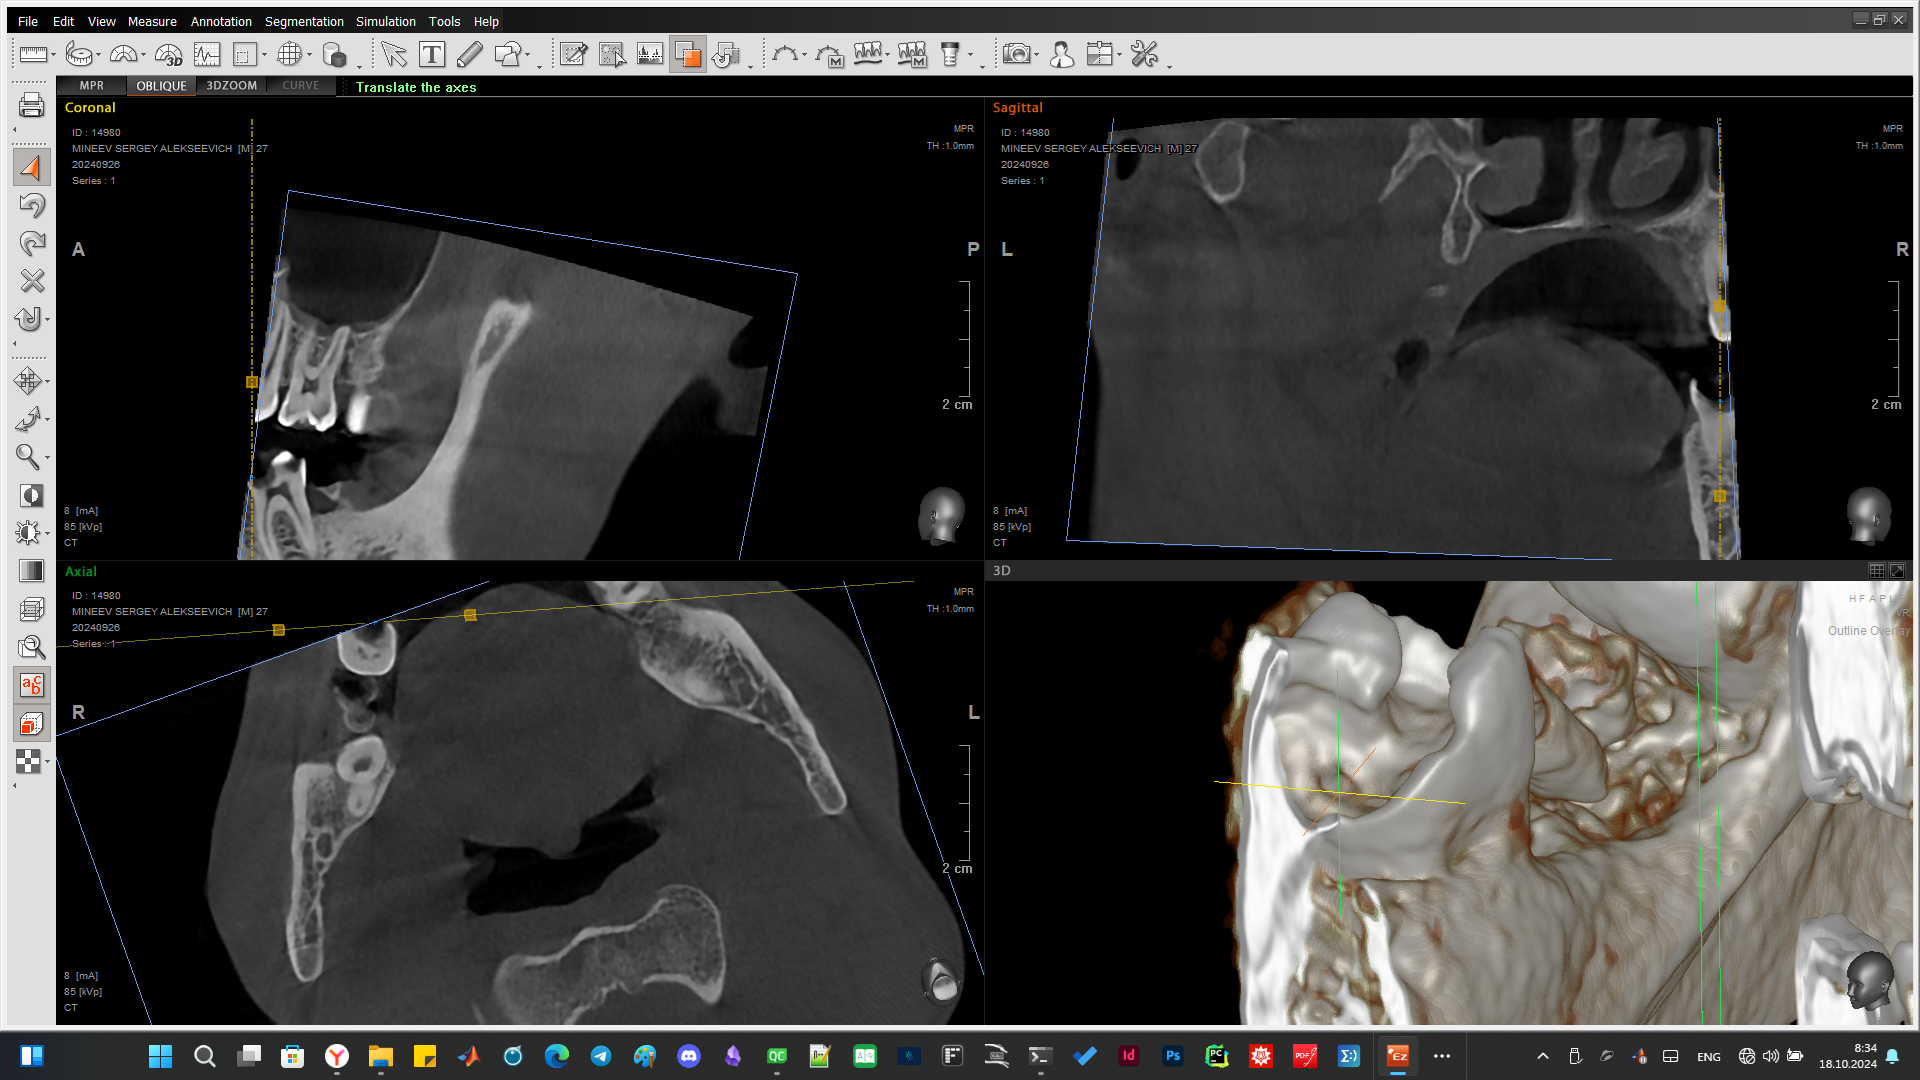 File Edit View Measure Annotation Segmentation Simulation Tools Help
T
3D
M
M
MPR OBLIQUE 3DZOOM CURVE Translate the axes
Coronal
ID : 14980
MINEEV SERGEY ALEKSEEVICH [M] 27
20240926
Series : 1
MPR
TH :1.0mm
A
P
2 cm
8 [mA]
85 [kVp]
CT
Sagittal
ID : 14980
MINEEV SERGEY ALEKSEEVICH [M] 27
20240926
Series : 1
MPR
TH :1.0mm
L
R
2 cm
8 [mA]
85 [kVp]
CT
Axial
ID : 14980
MINEEV SERGEY ALEKSEEVICH [M] 27
20240926
Series : 1
MPR
TH :1.0mm
R
L
2 cm
8 [mA]
85 [kVp]
CT
3D
Outline Overlay
ENG
8:34
18.10.2024